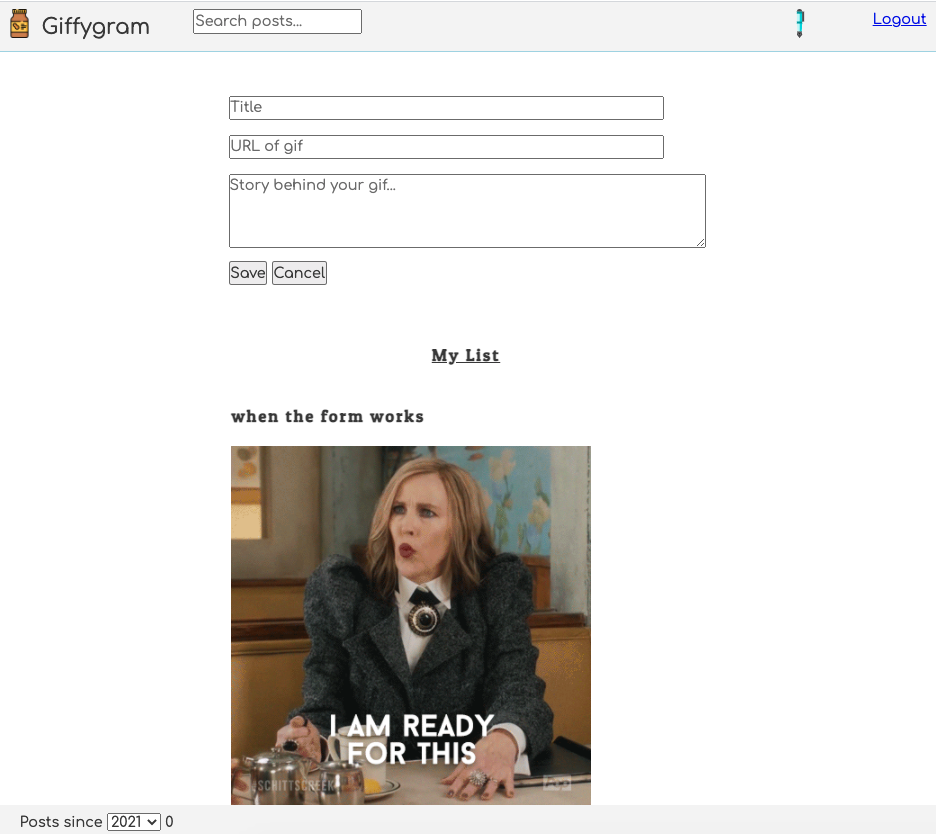 Giffygram
Search posts...
Logout
Title
URL of gif
Story behind your gif...
Save Cancel
My List
when the form works
I AM READY
FOR THIS
SCHITTSCREEK
Posts since 2021 0